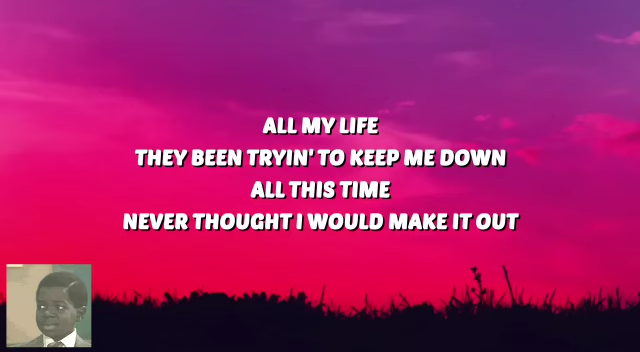 ALL MY LIFE
THEY BEEN TRYIN' TO KEEP ME DOWN
ALL THIS TIME
NEVER THOUGHT I WOULD MAKE IT OUT